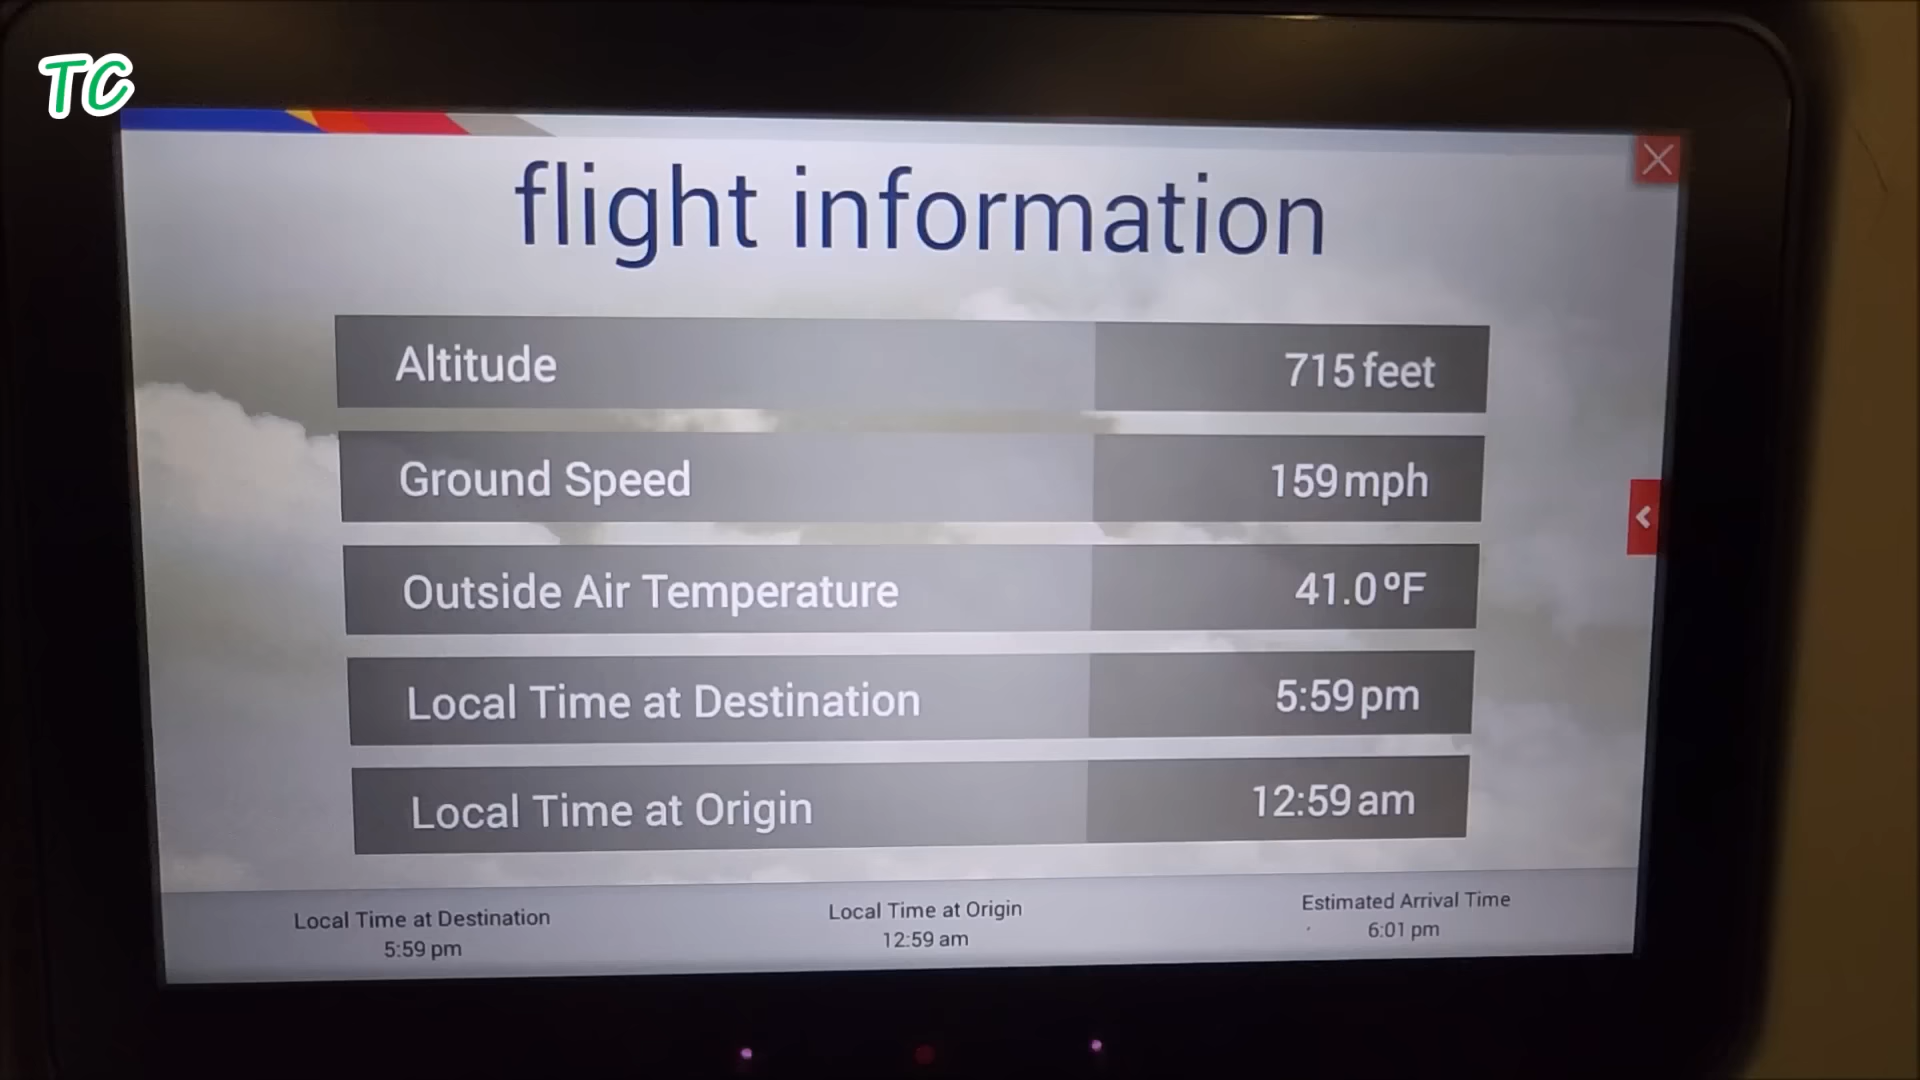 TC
flight information
Altitude 715 feet
Ground Speed 159 mph
Outside Air Temperature 41.0ºF
Local Time at Destination 5:59 pm
Local Time at Origin 12:59 am
Local Time at Destination
5:59 pm
Local Time at Origin
12:59 am
Estimated Arrival Time
6:01 pm